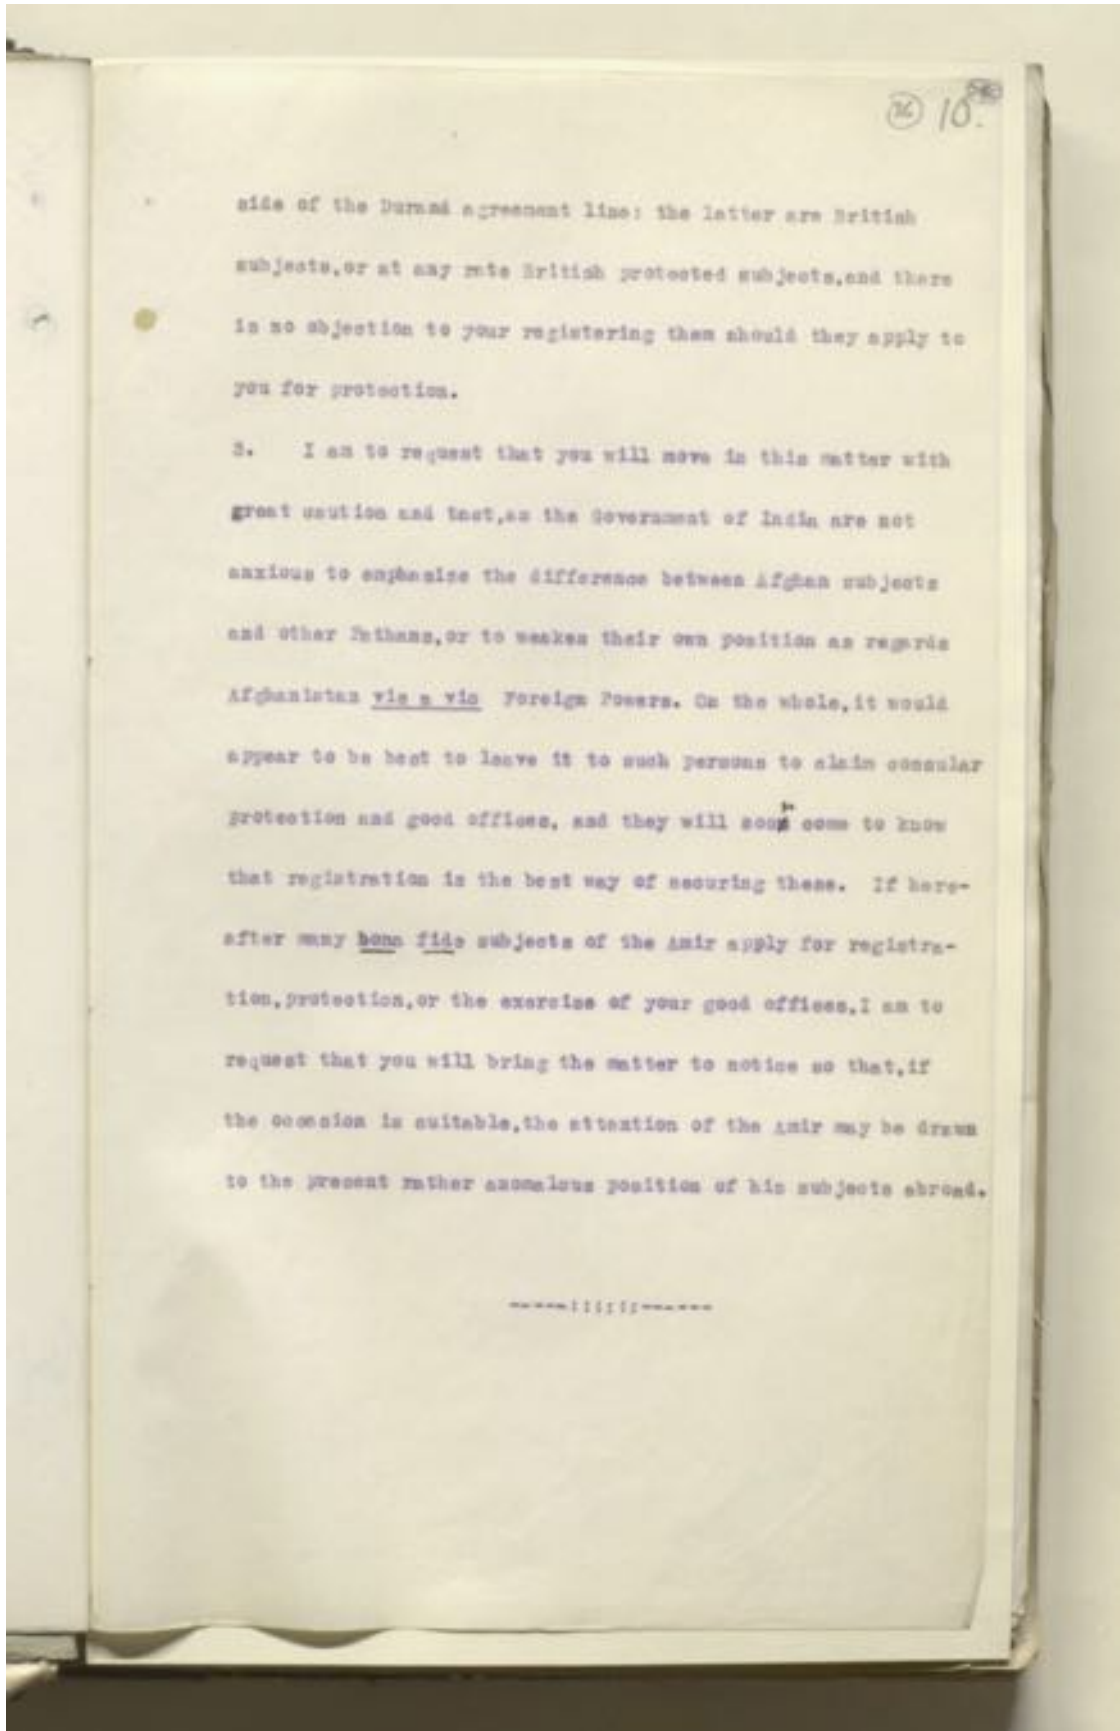 10.
side of the Durand agreement line: the latter are British
subjects,or at any rate British protected subjects,and there
is no objection to your registering them should they apply to
you for protection.
3. I am to request that you will move in this matter with
great caution and tact,as the Government of India are not
anxious to emphasise the difference between Afghan subjects
and other Pathans,or to weaken their own position as regards
Afghanistan vis a vis Foreign Powers. On the whole,it would
appear to be best to leave it to such persons to claim consular
protection and good offices, and they will soon come to know
that registration is the best way of securing these. If here-
after many bona fide subjects of the Amir apply for registra-
tion,protection,or the exercise of your good offices,I am to
request that you will bring the matter to notice so that,if
the occasion is suitable,the attention of the Amir may be drawn
to the present rather anomalous position of his subjects abroad.